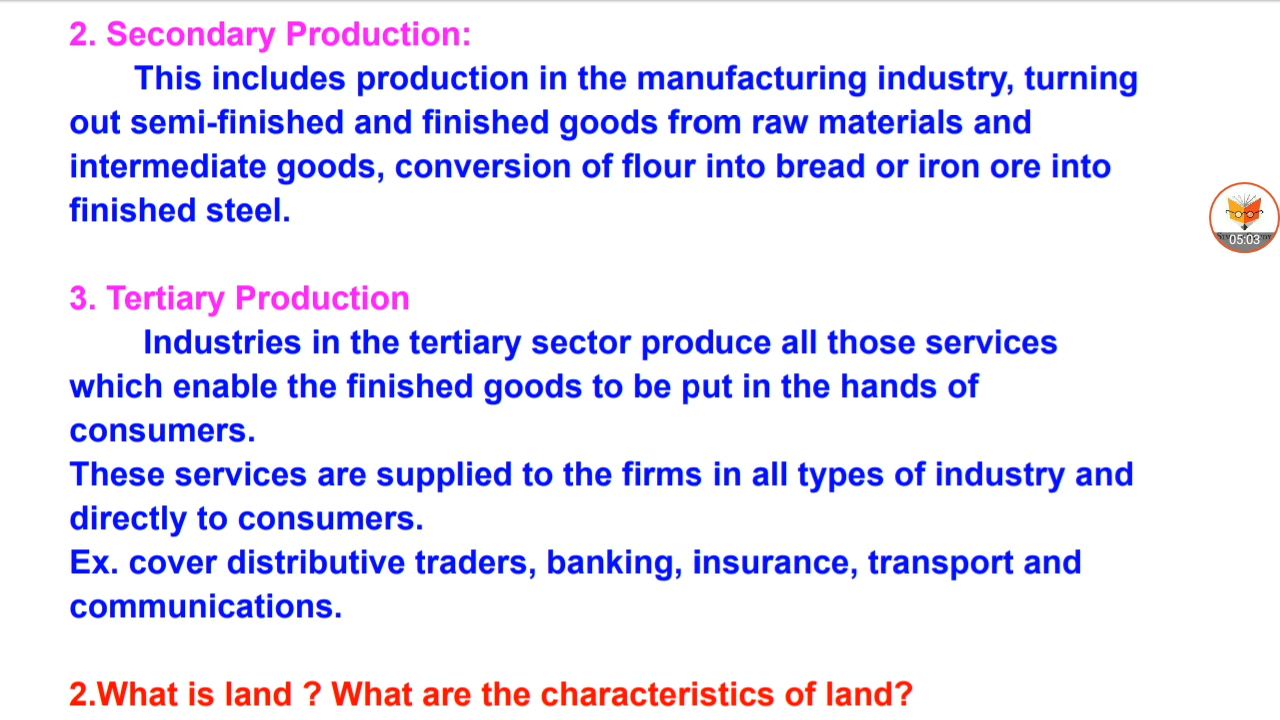 2. Secondary Production:
This includes production in the manufacturing industry, turning
out semi-finished and finished goods from raw materials and
intermediate goods, conversion of flour into bread or iron ore into
finished steel.
3. Tertiary Production
Industries in the tertiary sector produce all those services
which enable the finished goods to be put in the hands of
consumers.
These services are supplied to the firms in all types of industry and
directly to consumers.
Ex. cover distributive traders, banking, insurance, transport and
communications.
2.What is land ? What are the characteristics of land?
05:03